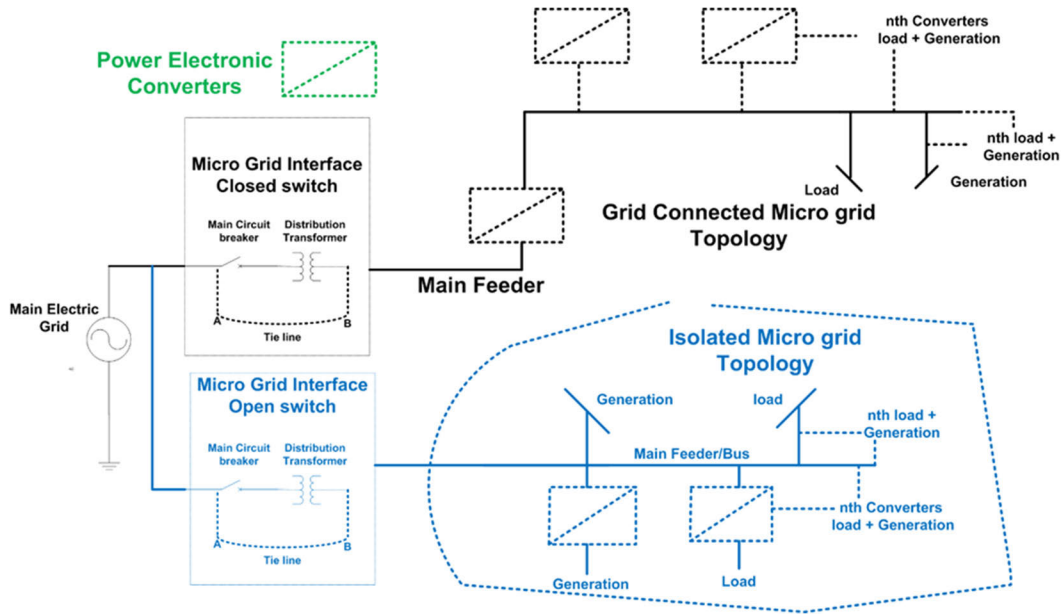 nth Converters
load + Generation
Power Electronic
Converters
nth load +
Generation
Load
Generation
Grid Connected Micro grid
Topology
Micro Grid Interface
Closed switch
Main Circuit
breaker
Distribution
Transformer
A
B
Tie line
Main Feeder
Main Electric
Grid
Isolated Micro grid
Topology
Micro Grid Interface
Open switch
Main Circuit
breaker
Distribution
Transformer
A
B
Tie line
Generation
load
nth load +
Generation
Main Feeder/Bus
nth Converters
load + Generation
Generation
Load